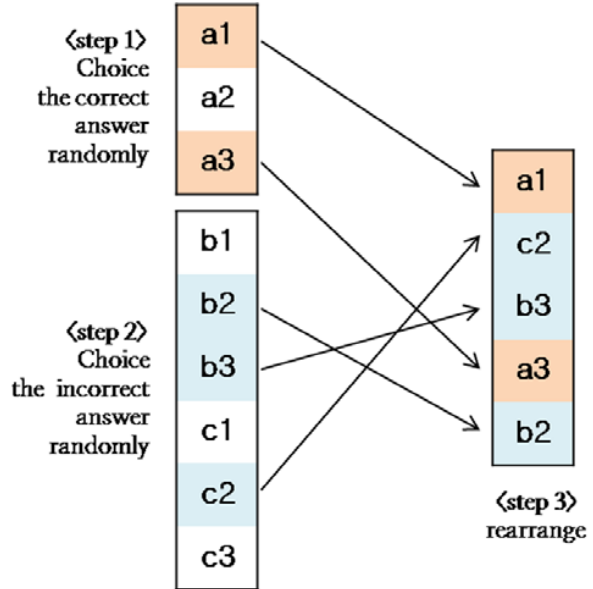 〈step 1〉
Choice
the correct
answer
randomly
a1
a2
a3
〈step 2〉
Choice
the incorrect
answer
randomly
b1
b2
b3
c1
c2
c3
a1
c2
b3
a3
b2
〈step 3〉
rearrange